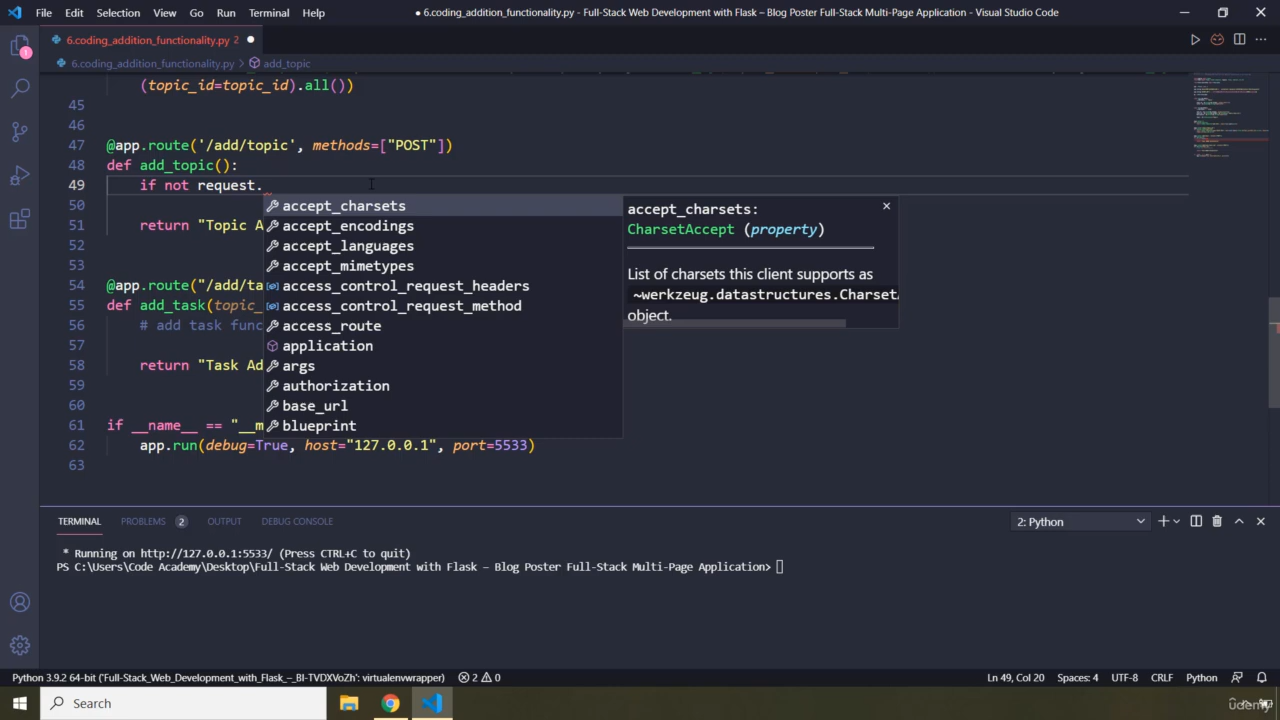 File Edit Selection View Go Run Terminal Help
● 6.coding_addition_functionality.py - Full-Stack Web Development with Flask – Blog Poster Full-Stack Multi-Page Application - Visual Studio Code
6.coding_addition_functionality.py 2 ●
6.coding_addition_functionality.py > add_topic
1
(topic_id=topic_id).all())
45
46
47 @app.route('/add/topic', methods=["POST"])
48 def add_topic():
49 if not request.
50
51 return "Topic A
52
53
54 @app.route("/add/ta
55 def add_task(topic_
56 # add task func
57
58 return "Task Ad
59
60
61 if __name__ == "__m
62 app.run(debug=True, host="127.0.0.1", port=5533)
63
accept_charsets
accept_encodings
accept_languages
accept_mimetypes
access_control_request_headers
access_control_request_method
access_route
application
args
authorization
base_url
blueprint
accept_charsets:
CharsetAccept (property)
List of charsets this client supports as
~werkzeug.datastructures.CharsetA
object.
TERMINAL PROBLEMS 2 OUTPUT DEBUG CONSOLE
2: Python
* Running on http://127.0.0.1:5533/ (Press CTRL+C to quit)
PS C:\Users\Code Academy\Desktop\Full-Stack Web Development with Flask – Blog Poster Full-Stack Multi-Page Application>
Python 3.9.2 64-bit ('Full-Stack_Web_Development_with_Flask_–_Bl-TVDXVoZh': virtualenvwrapper) 2 0
Ln 49, Col 20 Spaces: 4 UTF-8 CRLF Python
Search
udemy